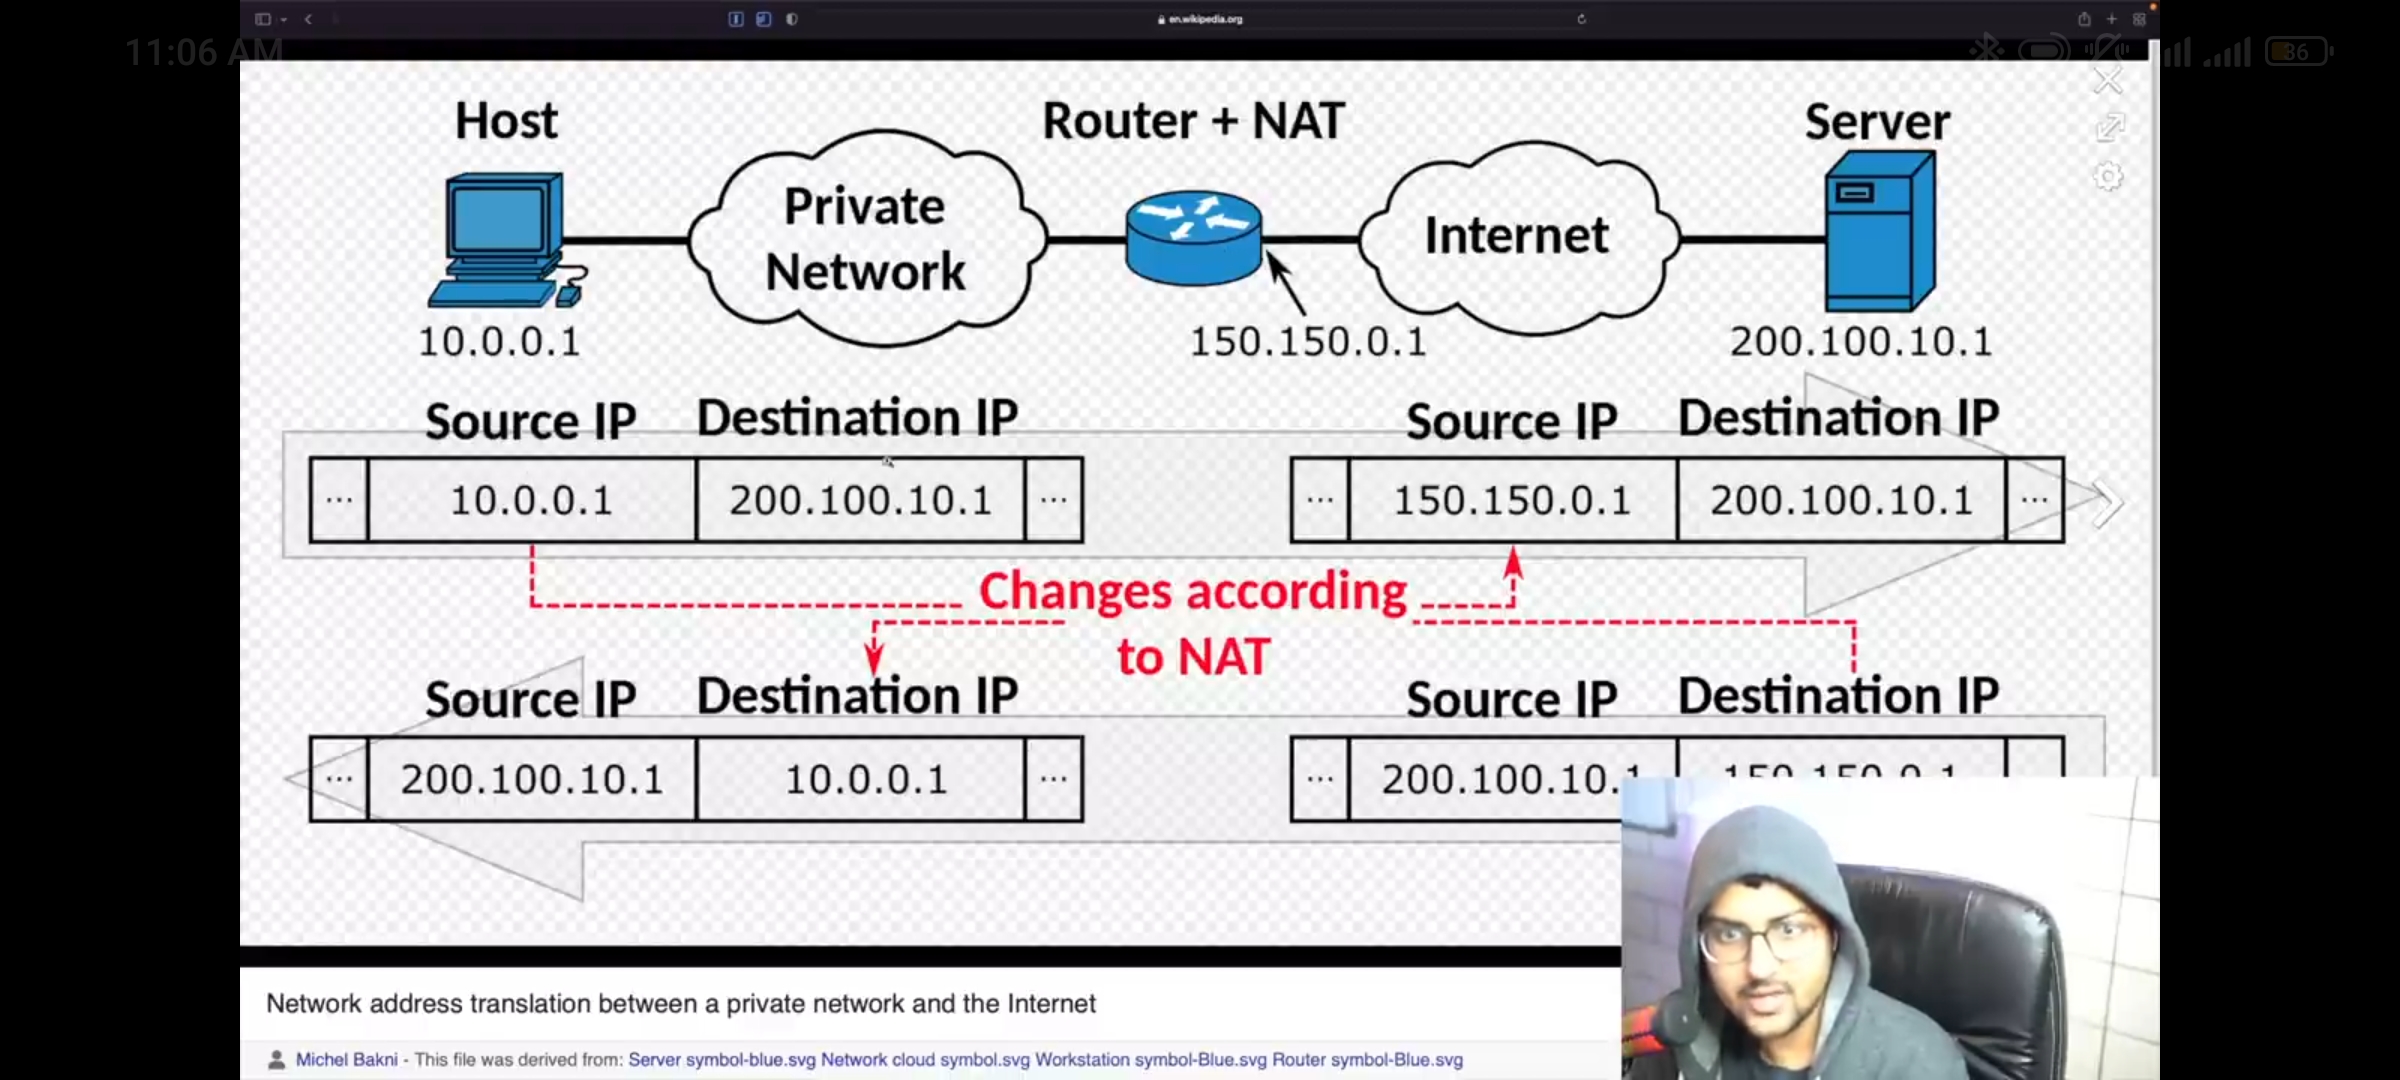 en.wikipedia.org
11:06 AM
36
Host
Router + NAT
Server
Private
Network
Internet
10.0.0.1
150.150.0.1
200.100.10.1
Source IP Destination IP
Source IP Destination IP
... 10.0.0.1 200.100.10.1 ...
... 150.150.0.1 200.100.10.1 ...
Changes according
to NAT
Source IP Destination IP
Source IP Destination IP
... 200.100.10.1 10.0.0.1 ...
... 200.100.10.1 150.150.0.1
Network address translation between a private network and the Internet
Michel Bakni - This file was derived from: Server symbol-blue.svg Network cloud symbol.svg Workstation symbol-Blue.svg Router symbol-Blue.svg